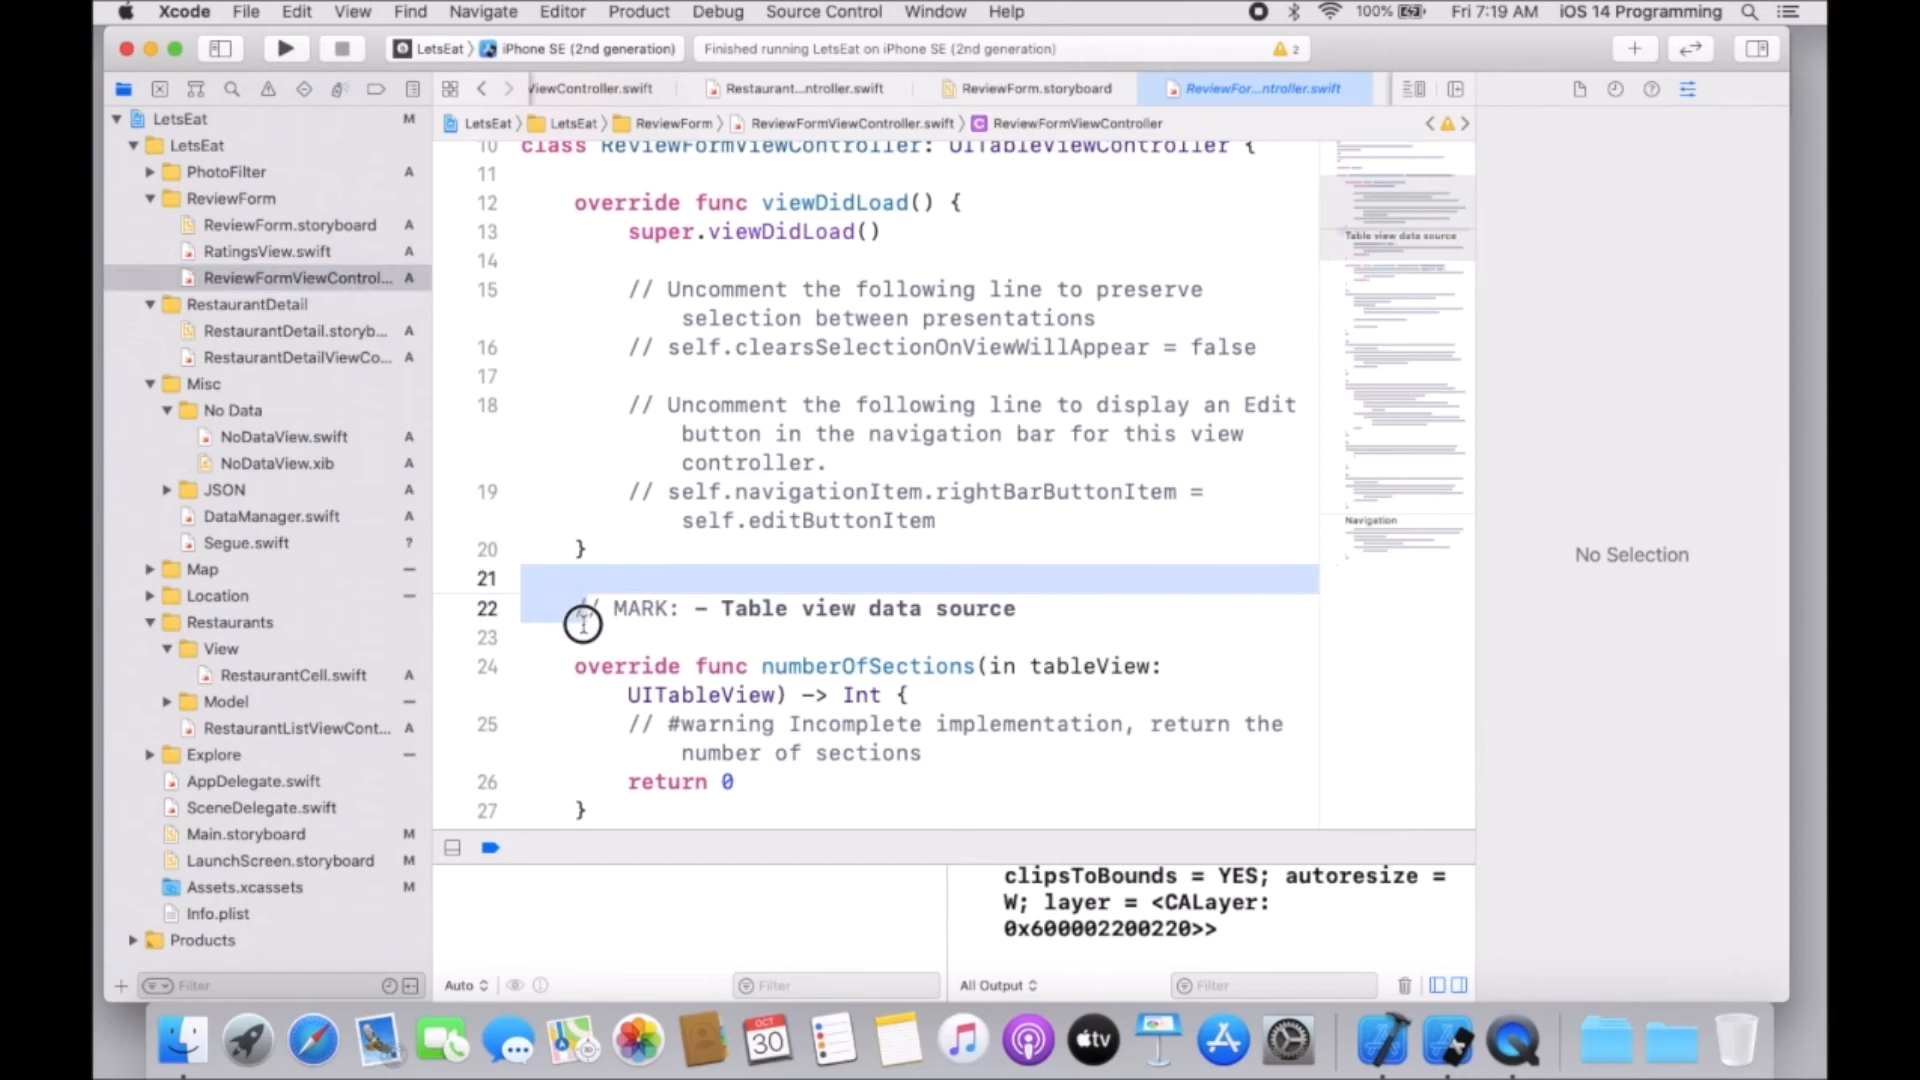 Xcode File Edit View Find Navigate Editor Product Debug Source Control Window Help 100% Fri 7:19 AM iOS 14 Programming
LetsEat iPhone SE (2nd generation) Finished running LetsEat on iPhone SE (2nd generation) 2
ViewController.swift Restaurant...ntroller.swift ReviewForm.storyboard ReviewFor...ntroller.swift
LetsEat LetsEat ReviewForm ReviewFormViewController.swift C ReviewFormViewController
LetsEat M
LetsEat
PhotoFilter A
ReviewForm
ReviewForm.storyboard A
RatingsView.swift A
ReviewFormViewControl... A
RestaurantDetail
RestaurantDetail.storyb... A
RestaurantDetailViewCo... A
Misc
No Data
NoDataView.swift A
NoDataView.xib A
JSON A
DataManager.swift A
Segue.swift ?
Map
Location
Restaurants
View
RestaurantCell.swift A
Model
RestaurantListViewCont... A
Explore
AppDelegate.swift
SceneDelegate.swift
Main.storyboard M
LaunchScreen.storyboard M
Assets.xcassets M
Info.plist
Products
Filter
10 class ReviewFormViewController: UITableViewController {
11
12 override func viewDidLoad() {
13 super.viewDidLoad()
14
15 // Uncomment the following line to preserve
selection between presentations
16 // self.clearsSelectionOnViewWillAppear = false
17
18 // Uncomment the following line to display an Edit
button in the navigation bar for this view
controller.
19 // self.navigationItem.rightBarButtonItem =
self.editButtonItem
20 }
21
22 // MARK: - Table view data source
23
24 override func numberOfSections(in tableView:
UITableView) -> Int {
25 // #warning Incomplete implementation, return the
number of sections
26 return 0
27 }
Table view data source
Navigation
No Selection
clipsToBounds = YES; autoresize =
W; layer = <CALayer:
0x600002200220>>
Auto Filter All Output Filter
OCT
30
tv